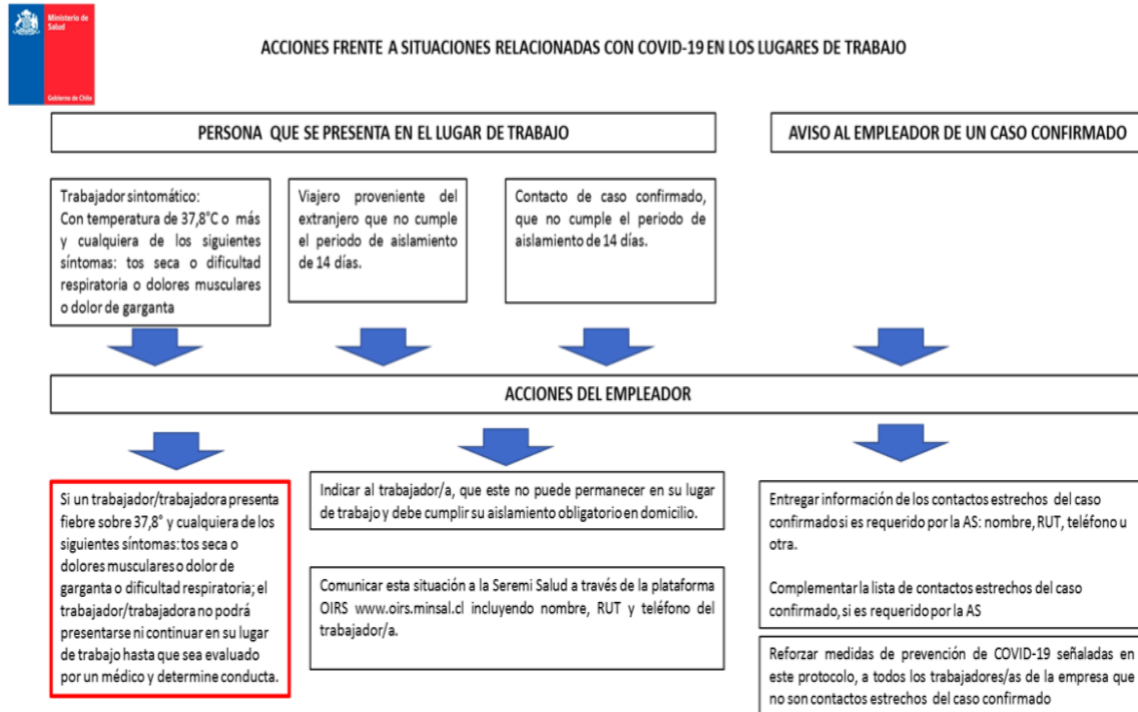 Ministerio de
Salud
Gobierno de Chile
ACCIONES FRENTE A SITUACIONES RELACIONADAS CON COVID-19 EN LOS LUGARES DE TRABAJO
PERSONA QUE SE PRESENTA EN EL LUGAR DE TRABAJO
AVISO AL EMPLEADOR DE UN CASO CONFIRMADO
Trabajador sintomático:
Con temperatura de 37,8°C o más
y cualquiera de los siguientes
síntomas: tos seca o dificultad
respiratoria o dolores musculares
o dolor de garganta
Viajero proveniente del
extranjero que no cumple
el periodo de aislamiento
de 14 días.
Contacto de caso confirmado,
que no cumple el periodo de
aislamiento de 14 días.
ACCIONES DEL EMPLEADOR
Si un trabajador/trabajadora presenta
fiebre sobre 37,8° y cualquiera de los
siguientes síntomas: tos seca o
dolores musculares o dolor de
garganta o dificultad respiratoria; el
trabajador/trabajadora no podrá
presentarse ni continuar en su lugar
de trabajo hasta que sea evaluado
por un médico y determine conducta.
Indicar al trabajador/a, que este no puede permanecer en su lugar
de trabajo y debe cumplir su aislamiento obligatorio en domicilio.
Comunicar esta situación a la Seremi Salud a través de la plataforma
OIRS www.oirs.minsal.cl incluyendo nombre, RUT y teléfono del
trabajador/a.
Entregar información de los contactos estrechos del caso
confirmado si es requerido por la AS: nombre, RUT, teléfono u
otra.
Complementar la lista de contactos estrechos del caso
confirmado, si es requerido por la AS
Reforzar medidas de prevención de COVID-19 señaladas en
este protocolo, a todos los trabajadores/as de la empresa que
no son contactos estrechos del caso confirmado